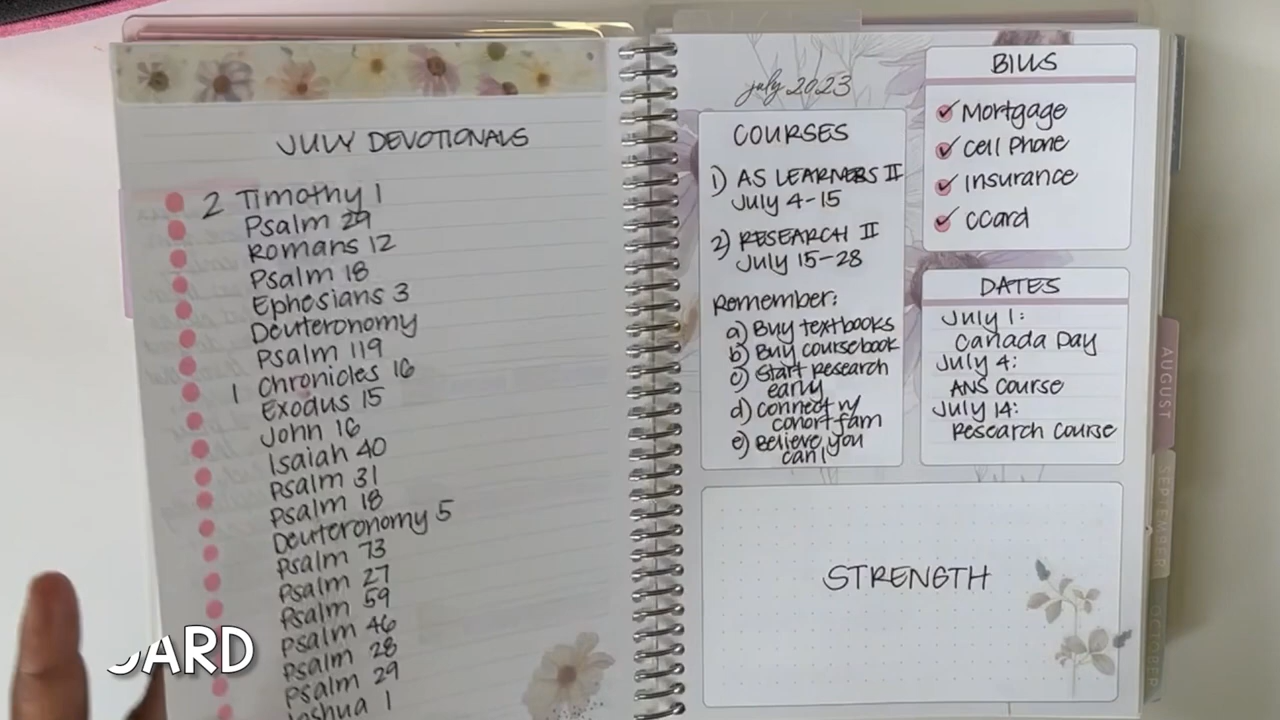 JULY DEVOTIONALS
2 Timothy 1
Psalm 29
Romans 12
Psalm 18
Ephesians 3
Deuteronomy
Psalm 119
1 Chronicles 16
Exodus 15
John 16
Isaiah 40
Psalm 31
Psalm 18
Deuteronomy 5
Psalm 73
Psalm 27
Psalm 59
Psalm 46
Psalm 28
Psalm 29
Joshua 1
july 2023
COURSES
1) AS LEARNERS II
July 4-15
2) RESEARCH II
July 15-28
Remember:
a) Buy textbooks
b) Buy coursebook
c) Start research
early
d) Connect w/
cohort fam
e) Believe you
can!
BILLS
Mortgage
Cell Phone
Insurance
CCard
DATES
July 1:
Canada Day
July 4:
ANS Course
July 14:
Research Course
STRENGTH
AUGUST
SEPTEMBER
OCTOBER